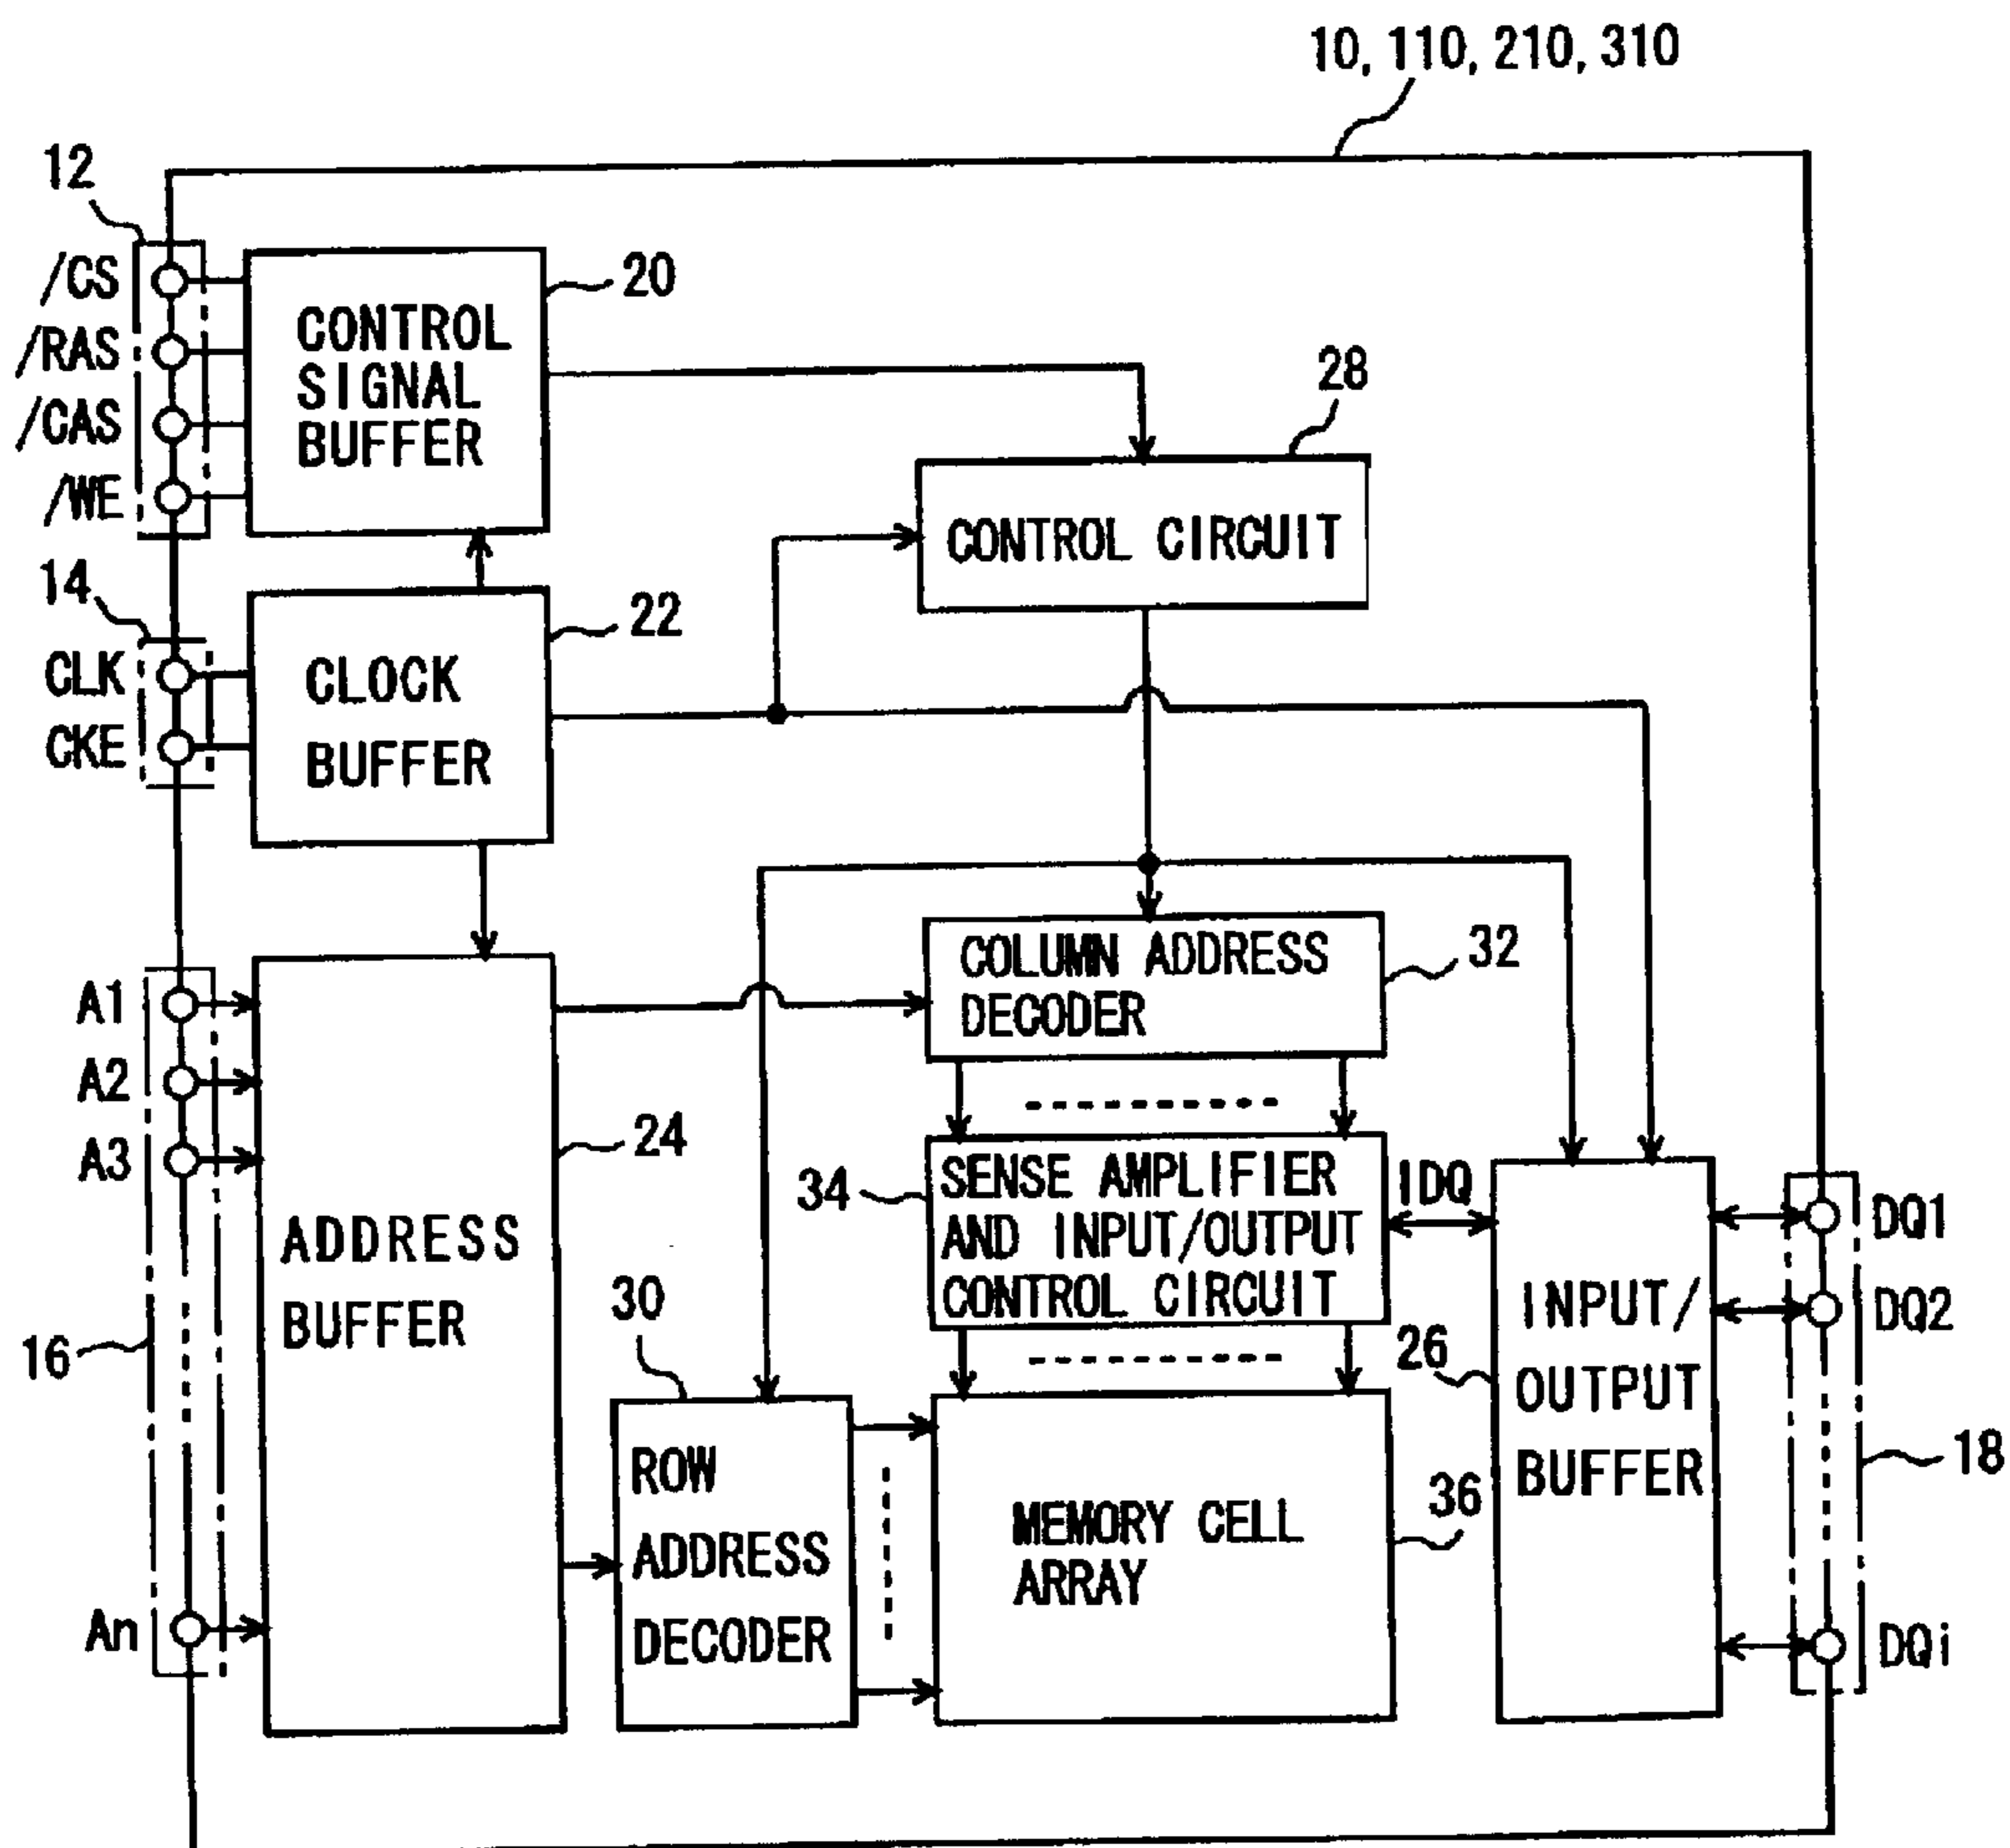 10, 110, 210, 310
12
/CS
/RAS
/CAS
/WE
CONTROL
SIGNAL
BUFFER
20
28
CONTROL CIRCUIT
14
CLK
CKE
CLOCK
BUFFER
22
COLUMN ADDRESS
DECODER
32
A1
A2
A3
An
16
ADDRESS
BUFFER
24
34
SENSE AMPLIFIER
AND INPUT/OUTPUT
CONTROL CIRCUIT
IDQ
30
ROW
ADDRESS
DECODER
MEMORY CELL
ARRAY
36
26
INPUT/
OUTPUT
BUFFER
DQ1
DQ2
DQi
18